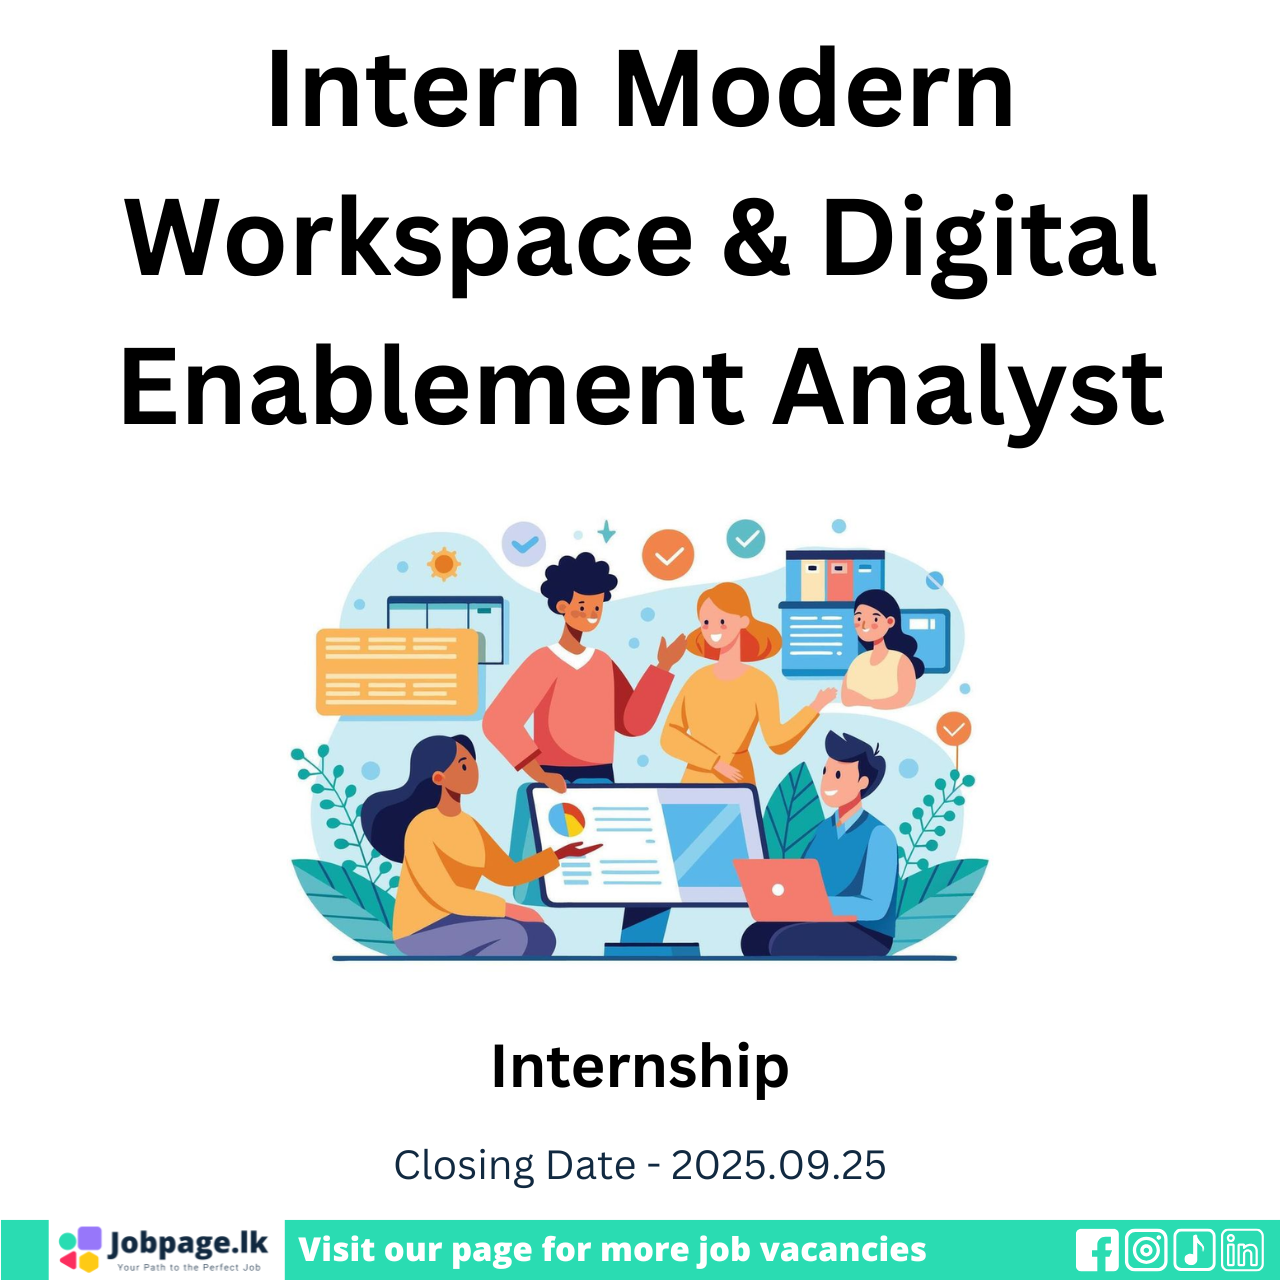 Intern Modern
Workspace & Digital
Enablement Analyst
Internship
Closing Date - 2025.09.25
Jobpage.lk
Your Path to the Perfect Job
Visit our page for more job vacancies